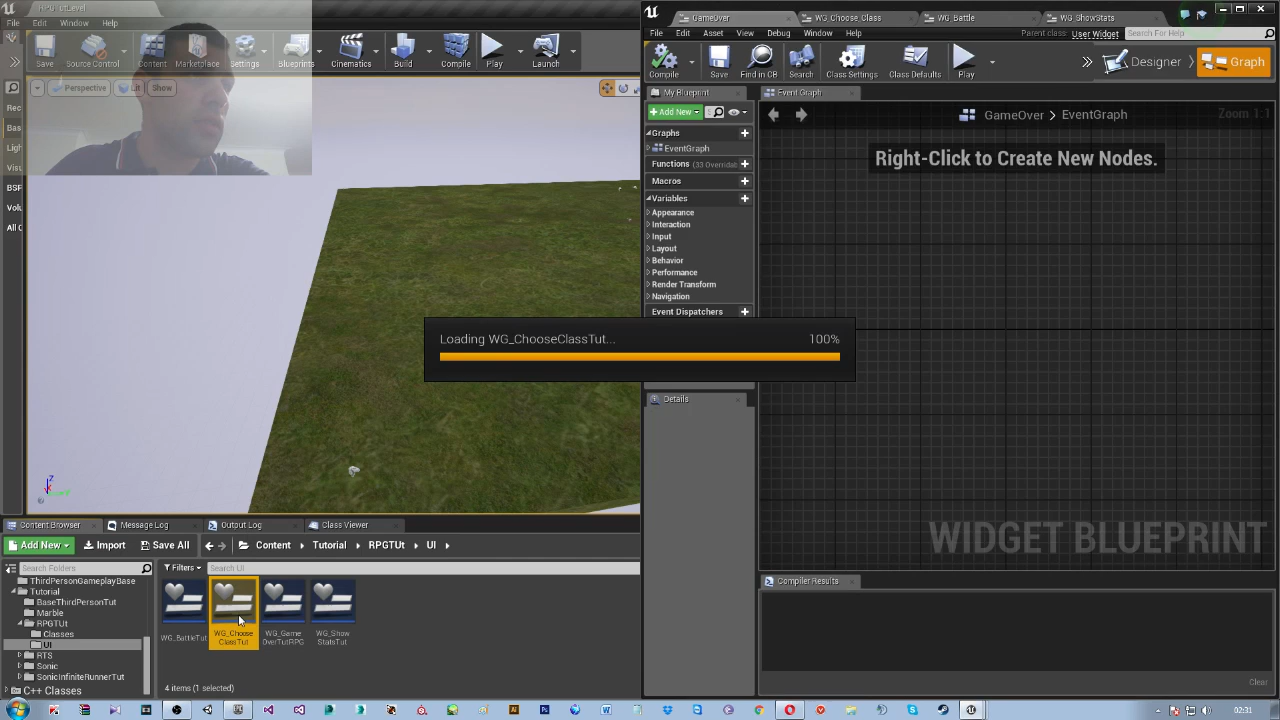 RPGTutLevel
File Edit Window Help
Save Source Control Content Marketplace Settings Blueprints Cinematics Build Compile Play Launch
Perspective Lit Show
Rec
Bas
Ligh
Visu
BSF
Volu
All C
Z
GameOver WG_Choose_Class WG_Battle WG_ShowStats
File Edit Asset View Debug Window Help Parent class: User Widget Search For Help
Compile Save Find in CB Search Class Settings Class Defaults Play Designer Graph
My Blueprint Event Graph
Add New
GameOver EventGraph Zoom 1:1
Graphs
EventGraph
Right-Click to Create New Nodes.
Functions (33 Overridab
Macros
Variables
Appearance
Interaction
Input
Layout
Behavior
Performance
Render Transform
Navigation
Event Dispatchers
Loading WG_ChooseClassTut... 100%
Details
WIDGET BLUEPRINT
Compiler Results
Clear
Content Browser Message Log Output Log Class Viewer
Add New Import Save All Content Tutorial RPGTUt UI
Search Folders Filters Search UI
ThirdPersonGameplayBase
Tutorial
BaseThirdPersonTut
Marble
RPGTUt
Classes
UI
RTS
Sonic
SonicInfiniteRunnerTut
C++ Classes
WG_BattleTut
WG_Choose
ClassTut
WG_Game
OverTutRPG
WG_Show
StatsTut
4 items (1 selected)
02:31